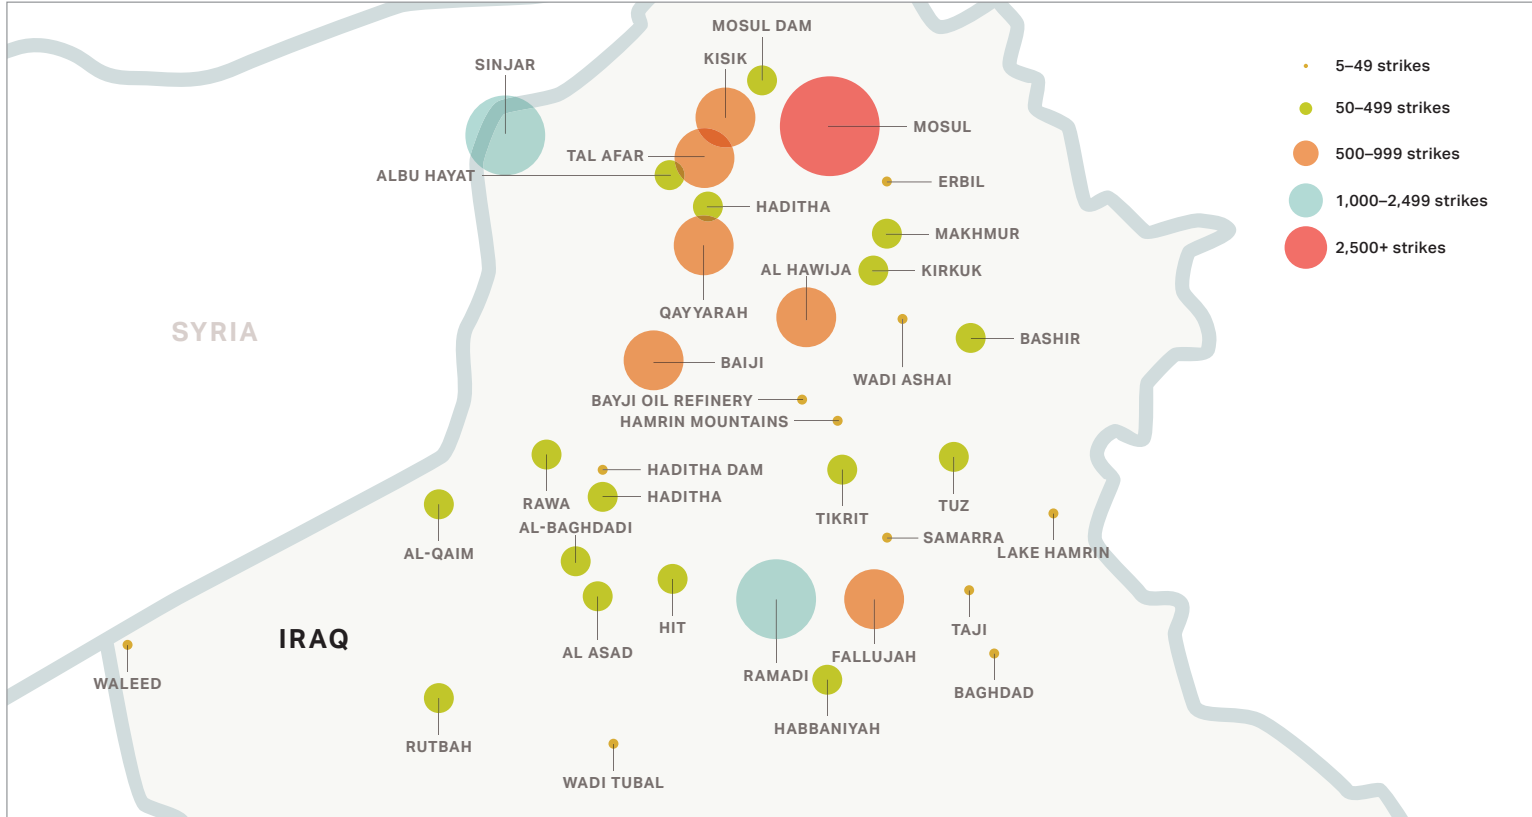 MOSUL DAM
KISIK
SINJAR
5–49 strikes
50–499 strikes
MOSUL
500–999 strikes
TAL AFAR
ALBU HAYAT
ERBIL
1,000–2,499 strikes
HADITHA
MAKHMUR
2,500+ strikes
AL HAWIJA
KIRKUK
QAYYARAH
SYRIA
BASHIR
BAIJI
WADI ASHAI
BAYJI OIL REFINERY
HAMRIN MOUNTAINS
HADITHA DAM
HADITHA
RAWA
TUZ
TIKRIT
AL-BAGHDADI
SAMARRA
LAKE HAMRIN
AL-QAIM
HIT
TAJI
IRAQ
AL ASAD
FALLUJAH
RAMADI
WALEED
BAGHDAD
HABBANIYAH
RUTBAH
WADI TUBAL